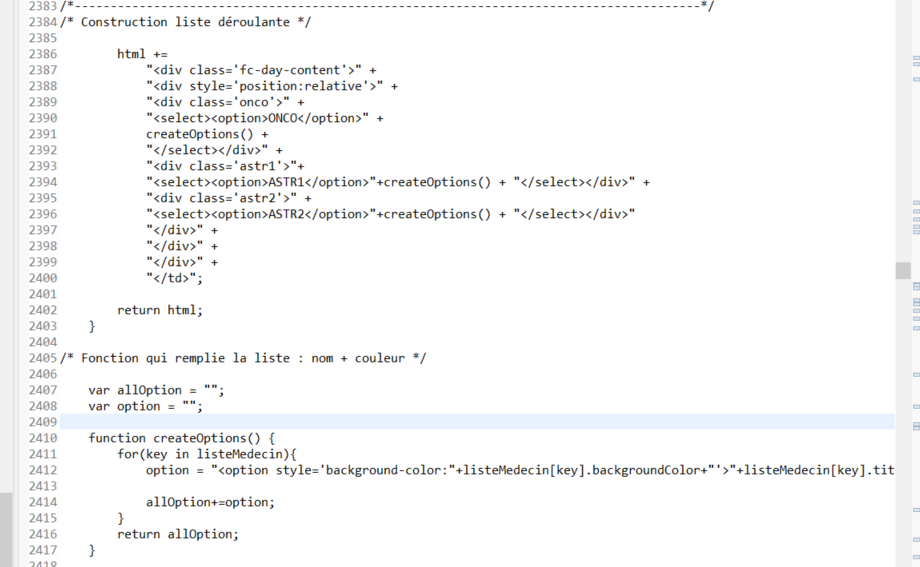 2383 /*---------------------------------------------------------------------------------------*/
2384 /* Construction liste déroulante */
2385
2386         html +=
2387             "<div class='fc-day-content'>" +
2388             "<div style='position:relative'>" +
2389             "<div class='onco'>" +
2390             "<select><option>ONCO</option>" +
2391             createOptions() +
2392             "</select></div>" +
2393             "<div class='astr1'>"+
2394             "<select><option>ASTR1</option>"+createOptions() + "</select></div>" +
2395             "<div class='astr2'>" +
2396             "<select><option>ASTR2</option>"+createOptions() + "</select></div>"
2397             "</div>" +
2398             "</div>" +
2399             "</div>" +
2400             "</td>";
2401
2402         return html;
2403     }
2404
2405 /* Fonction qui remplie la liste : nom + couleur */
2406
2407     var allOption = "";
2408     var option = "";
2409
2410     function createOptions() {
2411         for(key in listeMedecin){
2412             option = "<option style='background-color:"+listeMedecin[key].backgroundColor+"'>"+listeMedecin[key].tit
2413
2414             allOption+=option;
2415         }
2416         return allOption;
2417     }
2418